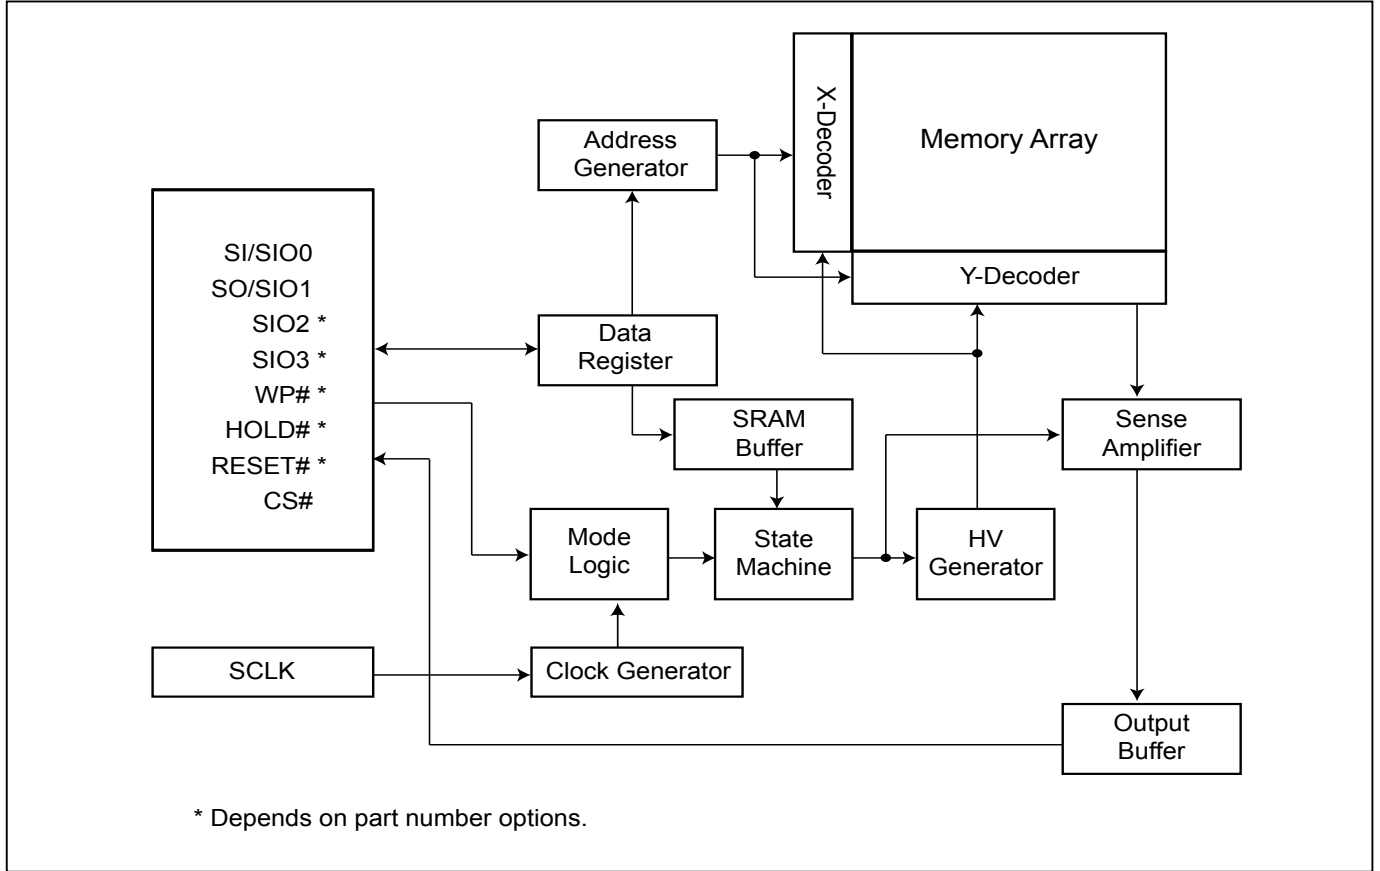 X-Decoder
Memory Array
Address
Generator
Y-Decoder
SI/SIO0
SO/SIO1
SIO2 *
SIO3 *
WP# *
HOLD# *
RESET# *
CS#
Data
Register
SRAM
Buffer
Sense
Amplifier
Mode
Logic
State
Machine
HV
Generator
SCLK
Clock Generator
Output
Buffer
* Depends on part number options.